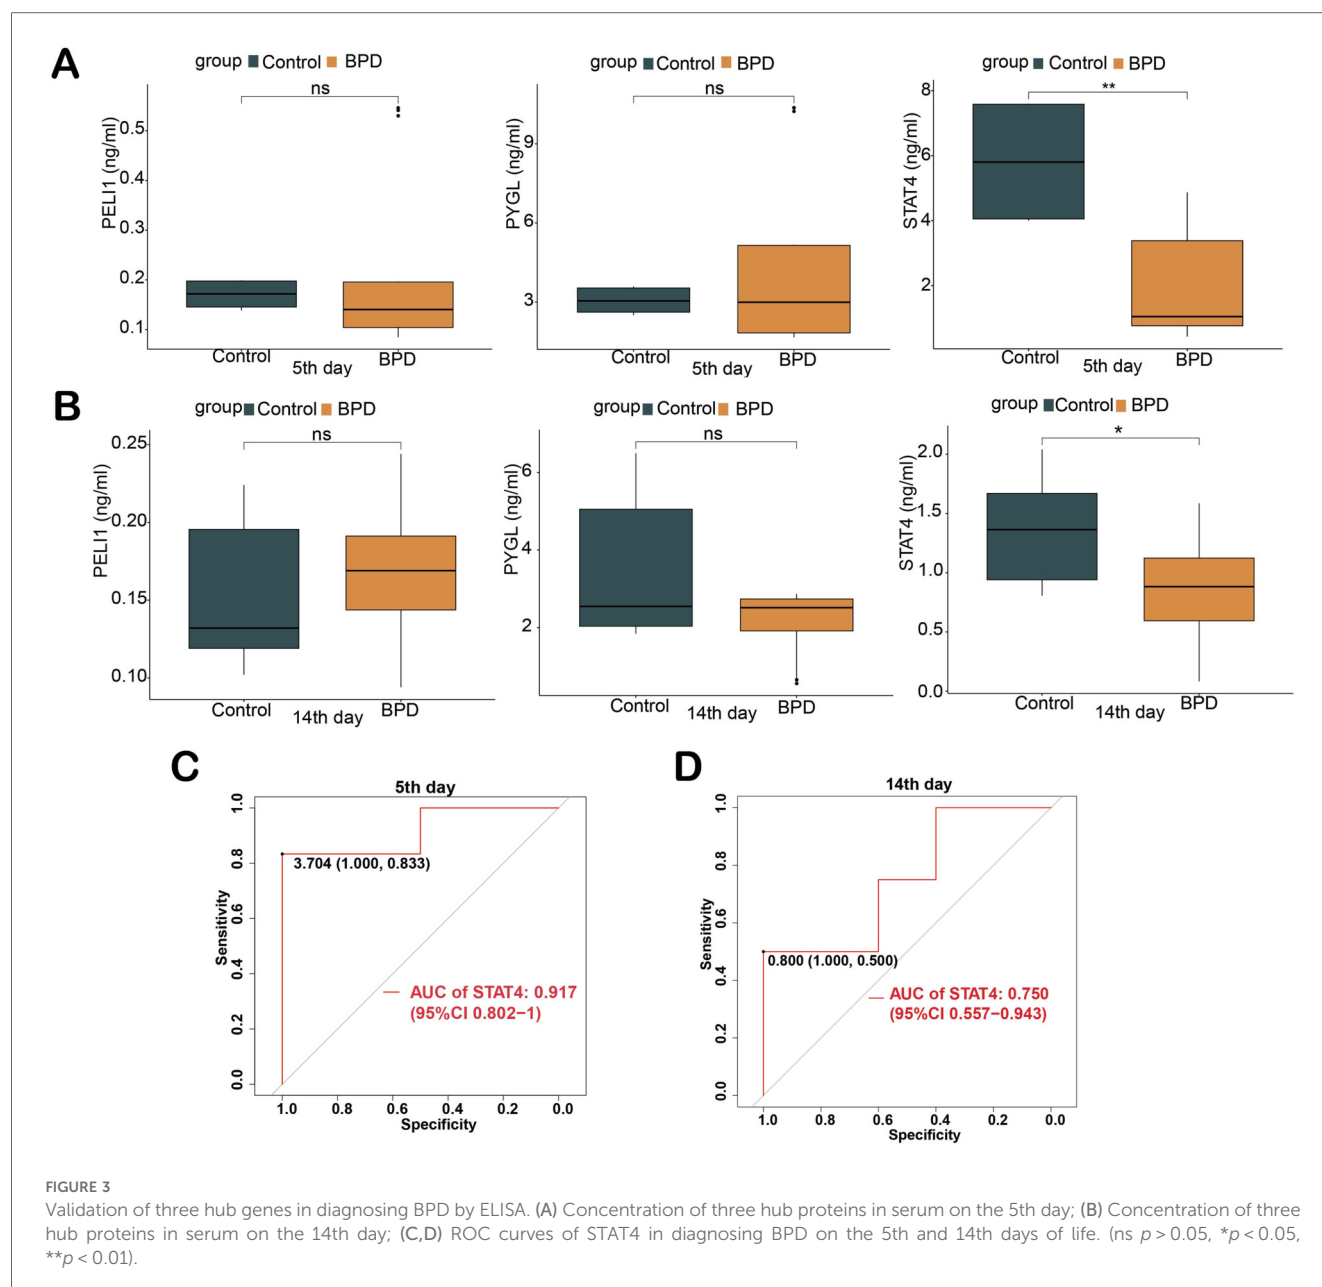 A
group Control BPD
ns
PELI1 (ng/ml)
0.5
0.4
0.3
0.2
0.1
Control
BPD
5th day
group Control BPD
ns
PYGL (ng/ml)
9
6
3
Control
BPD
5th day
group Control BPD
**
STAT4 (ng/ml)
8
6
4
2
Control
BPD
5th day
B
group Control BPD
ns
PELI1 (ng/ml)
0.25
0.20
0.15
0.10
Control
BPD
14th day
group Control BPD
ns
PYGL (ng/ml)
6
4
2
Control
BPD
14th day
group Control BPD
*
STAT4 (ng/ml)
2.0
1.5
1.0
0.5
0.0
Control
BPD
14th day
C
5th day
Sensitivity
1.0
0.8
0.6
0.4
0.2
0.0
3.704 (1.000, 0.833)
AUC of STAT4: 0.917
(95%CI 0.802−1)
1.0 0.8 0.6 0.4 0.2 0.0
Specificity
D
14th day
Sensitivity
1.0
0.8
0.6
0.4
0.2
0.0
0.800 (1.000, 0.500)
AUC of STAT4: 0.750
(95%CI 0.557−0.943)
1.0 0.8 0.6 0.4 0.2 0.0
Specificity
FIGURE 3
Validation of three hub genes in diagnosing BPD by ELISA. (A) Concentration of three hub proteins in serum on the 5th day; (B) Concentration of three
hub proteins in serum on the 14th day; (C,D) ROC curves of STAT4 in diagnosing BPD on the 5th and 14th days of life. (ns p > 0.05, *p < 0.05,
**p < 0.01).